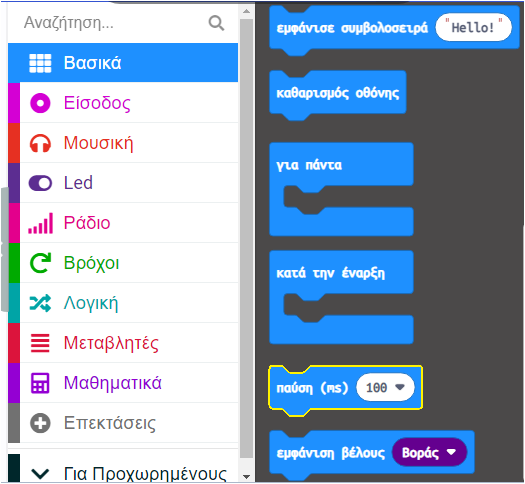 Αναζήτηση...
Βασικά
Είσοδος
Μουσική
Led
Ράδιο
Βρόχοι
Λογική
Μεταβλητές
Μαθηματικά
Επεκτάσεις
Για Προχωρημένους
εμφάνισε συμβολοσειρά "Hello!"
καθαρισμός οθόνης
για πάντα
κατά την έναρξη
παύση (ms) 100
εμφάνιση βέλους Βοράς